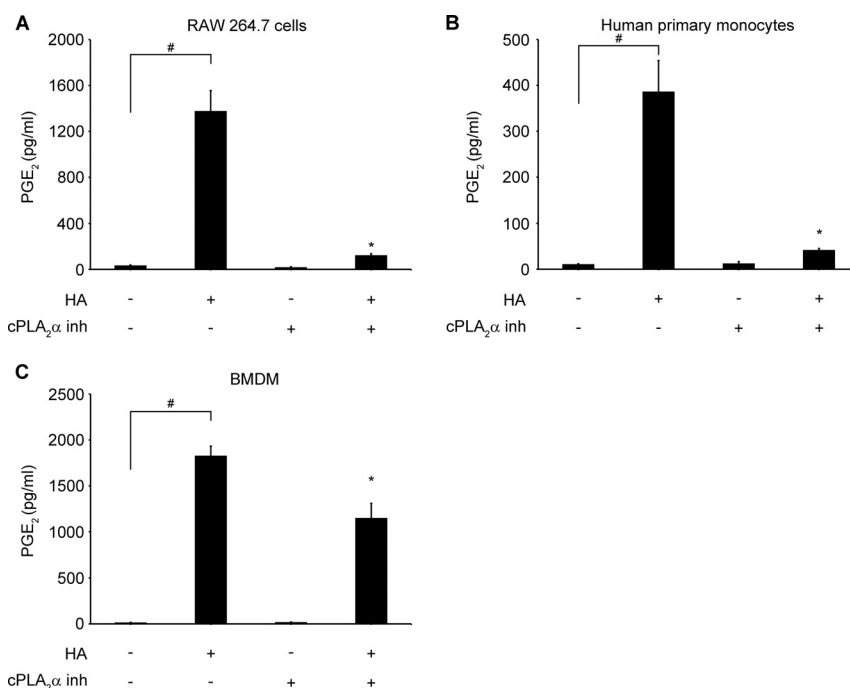 A
RAW 264.7 cells
2000
1600
1200
800
400
0
PGE₂ (pg/ml)
#
*
HA - + - +
cPLA₂α inh - - + +
B
Human primary monocytes
500
400
300
200
100
0
PGE₂ (pg/ml)
#
*
HA - + - +
cPLA₂α inh - - + +
C
BMDM
2500
2000
1500
1000
500
0
PGE₂ (pg/ml)
#
*
HA - + - +
cPLA₂α inh - - + +